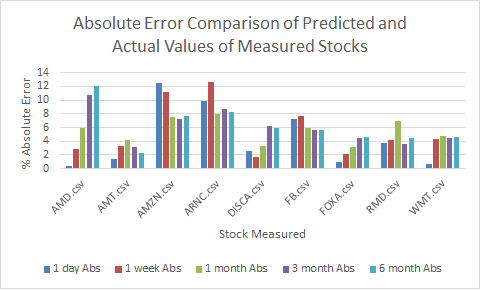 Absolute Error Comparison of Predicted and
Actual Values of Measured Stocks
% Absolute Error
14
12
10
8
6
4
2
0
AMD.csv
AMT.csv
AMZN.csv
ARNC.csv
DISCA.csv
FB.csv
FOXA.csv
RMD.csv
WMT.csv
Stock Measured
1 day Abs
1 week Abs
1 month Abs
3 month Abs
6 month Abs